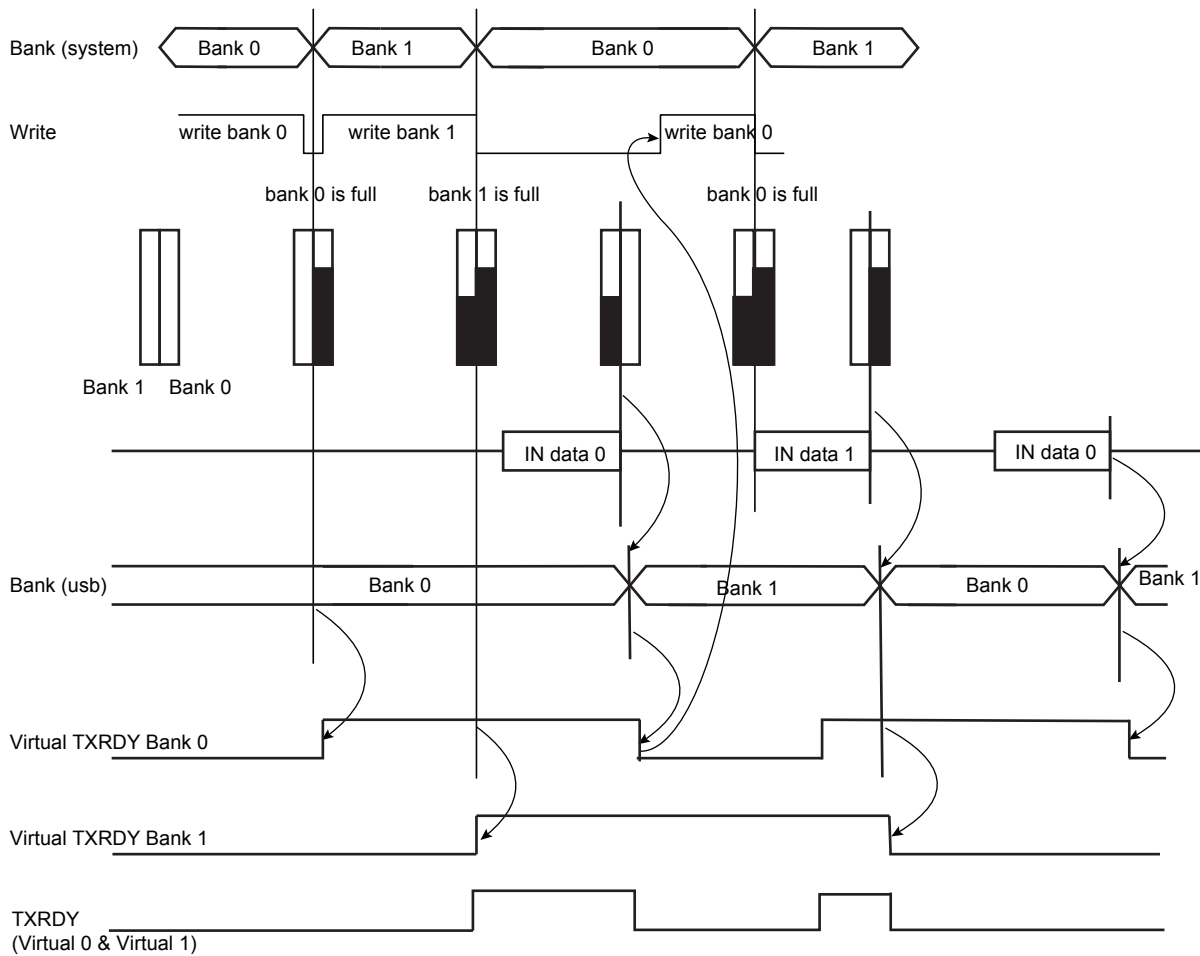 Bank (system)
Bank 0
Bank 1
Bank 0
Bank 1
Write
write bank 0
write bank 1
write bank 0
bank 0 is full
bank 1 is full
bank 0 is full
Bank 1
Bank 0
IN data 0
IN data 1
IN data 0
Bank (usb)
Bank 0
Bank 1
Bank 0
Bank 1
Virtual TXRDY Bank 0
Virtual TXRDY Bank 1
TXRDY
(Virtual 0 & Virtual 1)